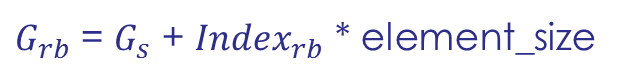 G_rb = G_s + Index_rb * element_size